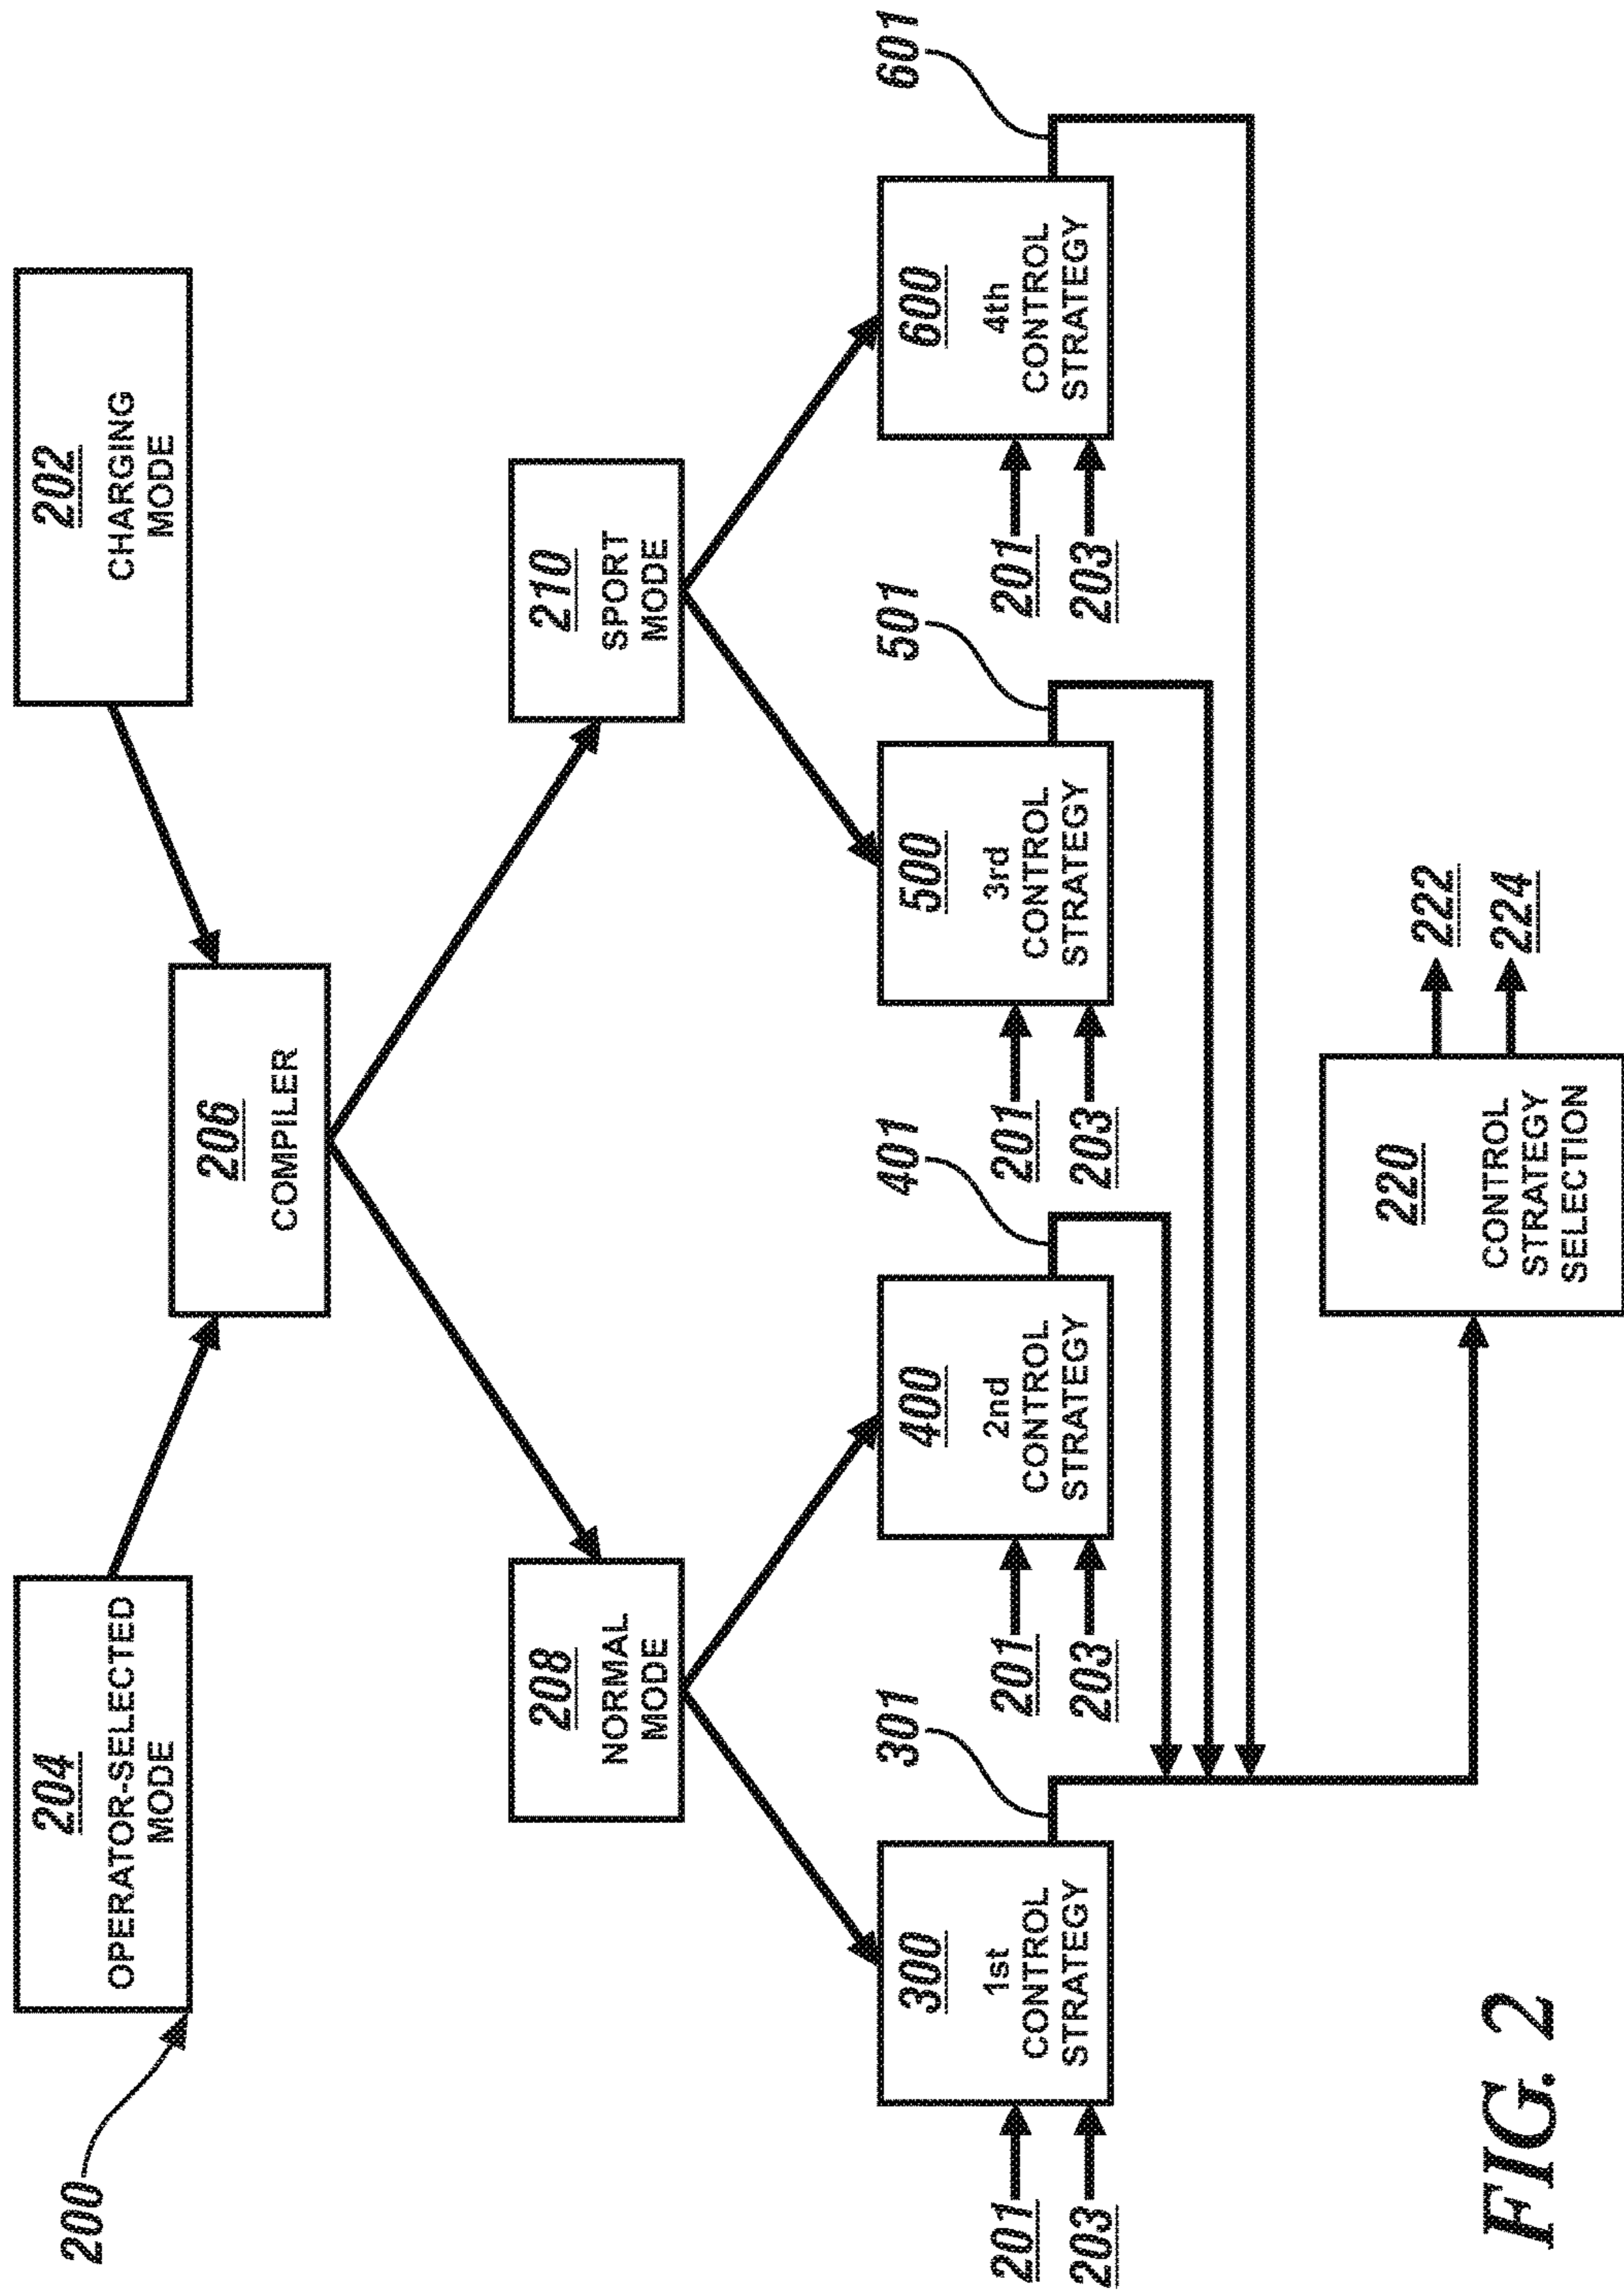 200
204
OPERATOR-SELECTED
MODE
202
CHARGING
MODE
206
COMPILER
208
NORMAL
MODE
210
SPORT
MODE
300
1st
CONTROL
STRATEGY
201
203
301
400
2nd
CONTROL
STRATEGY
201
203
401
500
3rd
CONTROL
STRATEGY
201
203
501
600
4th
CONTROL
STRATEGY
201
203
601
220
CONTROL
STRATEGY
SELECTION
222
224
FIG. 2